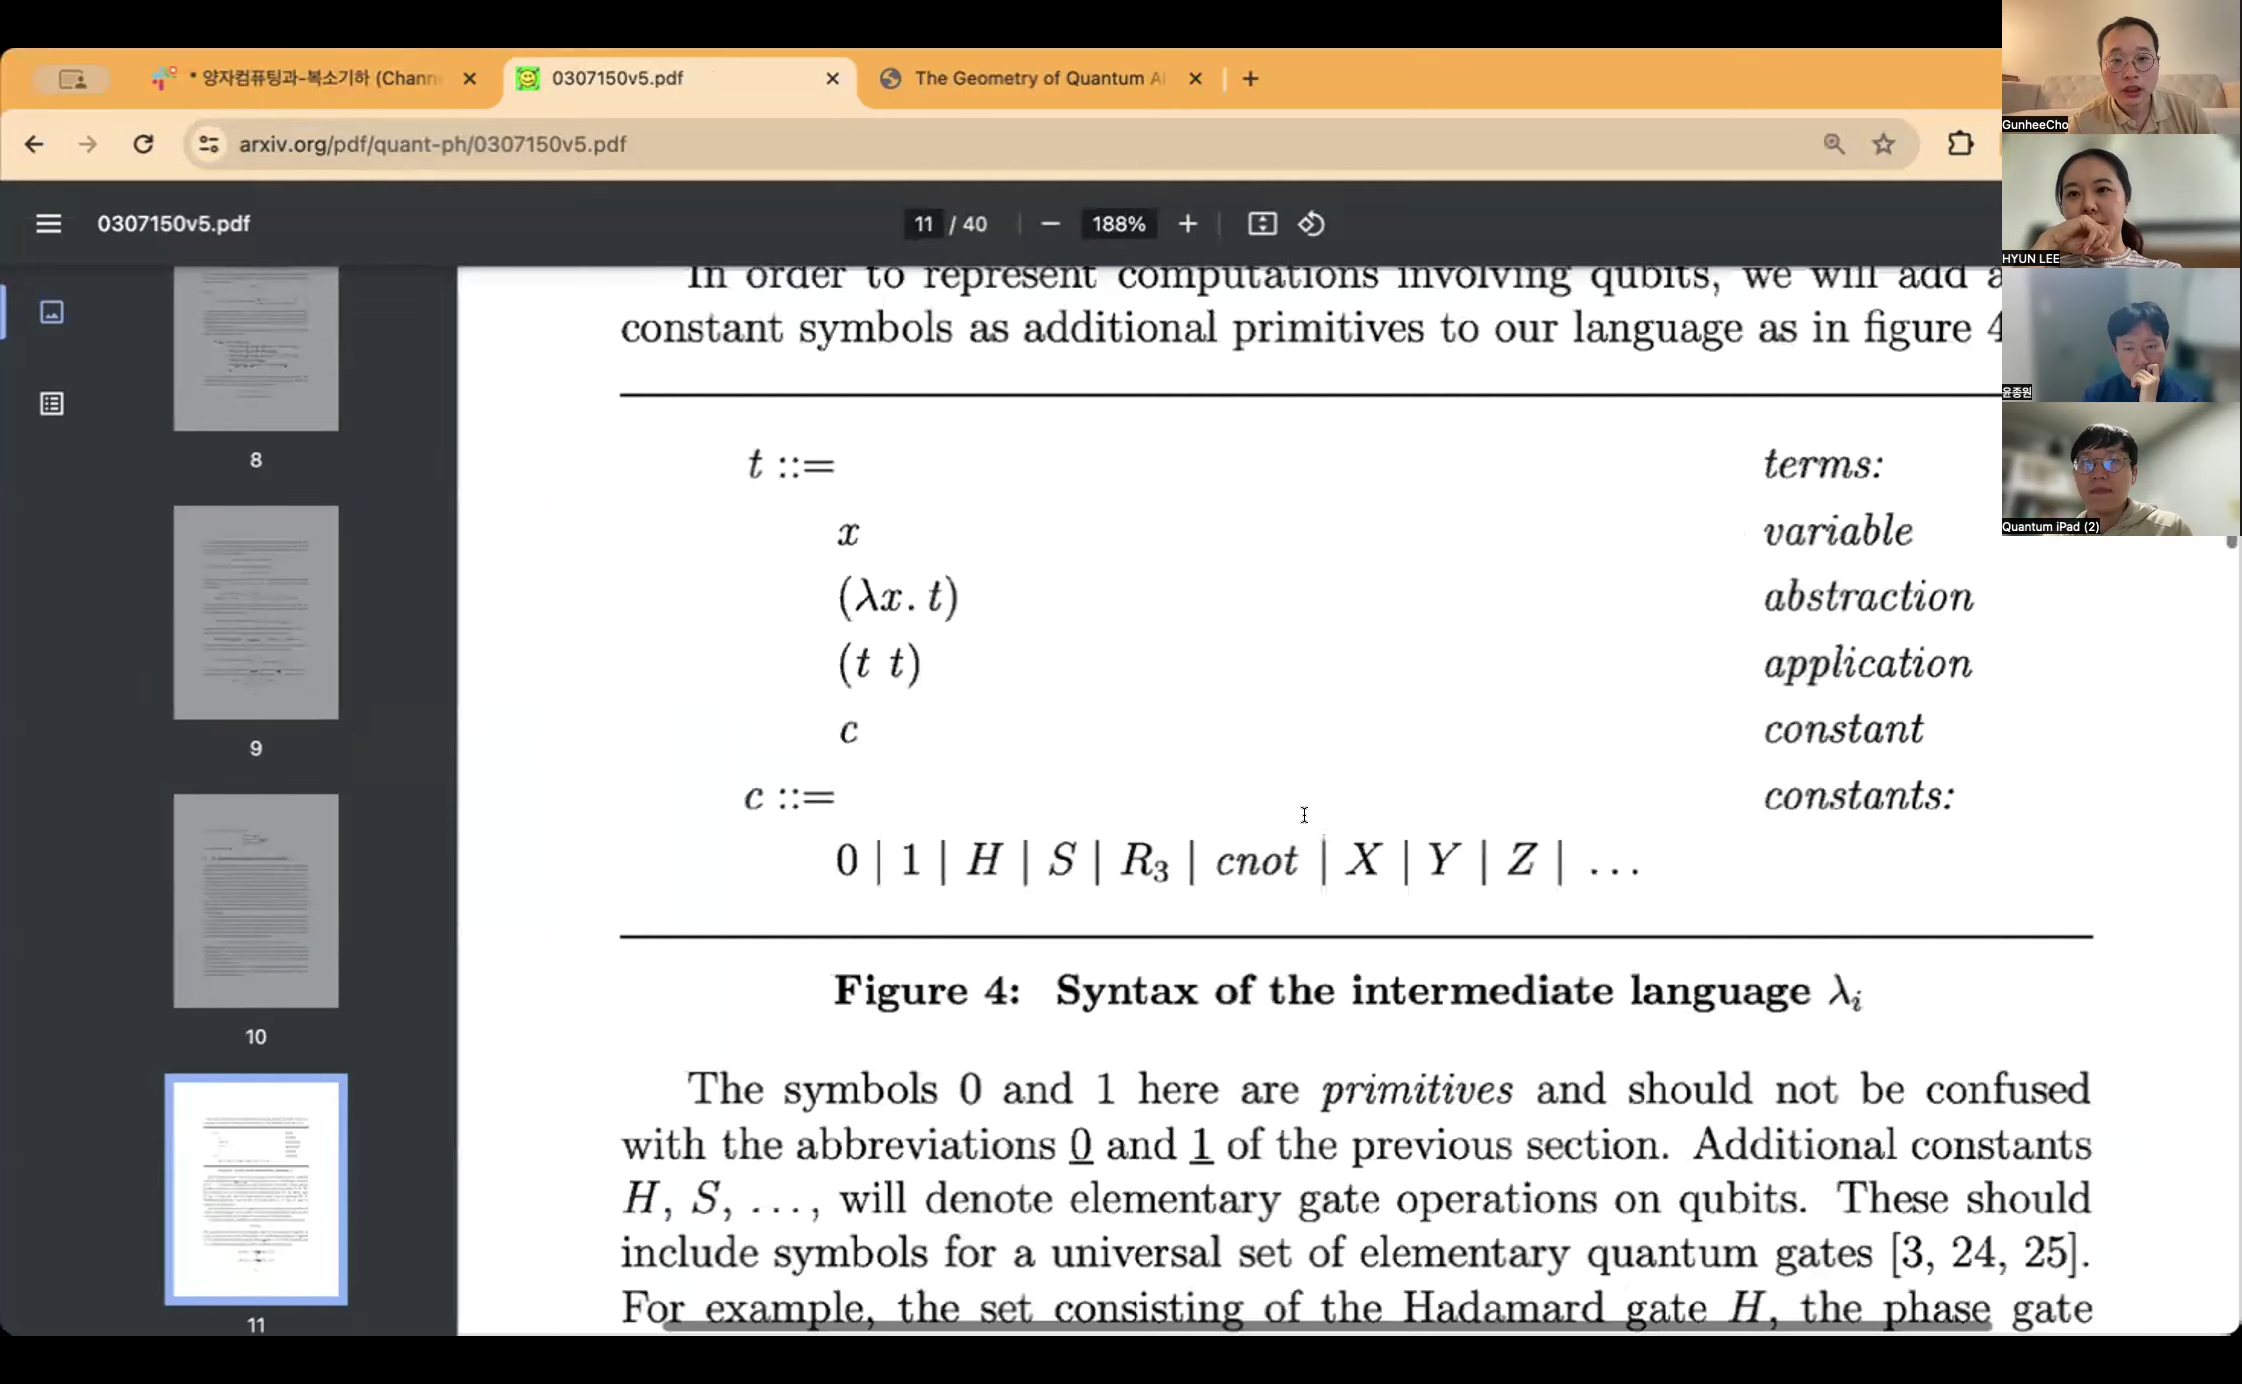 * 양자컴퓨팅과-복소기하 (Chann
0307150v5.pdf
The Geometry of Quantum Al
arxiv.org/pdf/quant-ph/0307150v5.pdf
0307150v5.pdf
11 / 40
188%
GunheeCho
HYUN LEE
윤종원
Quantum iPad (2)
8
9
10
11
In order to represent computations involving qubits, we will add a
constant symbols as additional primitives to our language as in figure 4
t ::= terms:
x variable
(λx. t) abstraction
(t t) application
c constant
c ::= constants:
0 | 1 | H | S | R₃ | cnot | X | Y | Z | ...
Figure 4: Syntax of the intermediate language λᵢ
The symbols 0 and 1 here are primitives and should not be confused
with the abbreviations 0 and 1 of the previous section. Additional constants
H, S, ..., will denote elementary gate operations on qubits. These should
include symbols for a universal set of elementary quantum gates [3, 24, 25].
For example, the set consisting of the Hadamard gate H, the phase gate